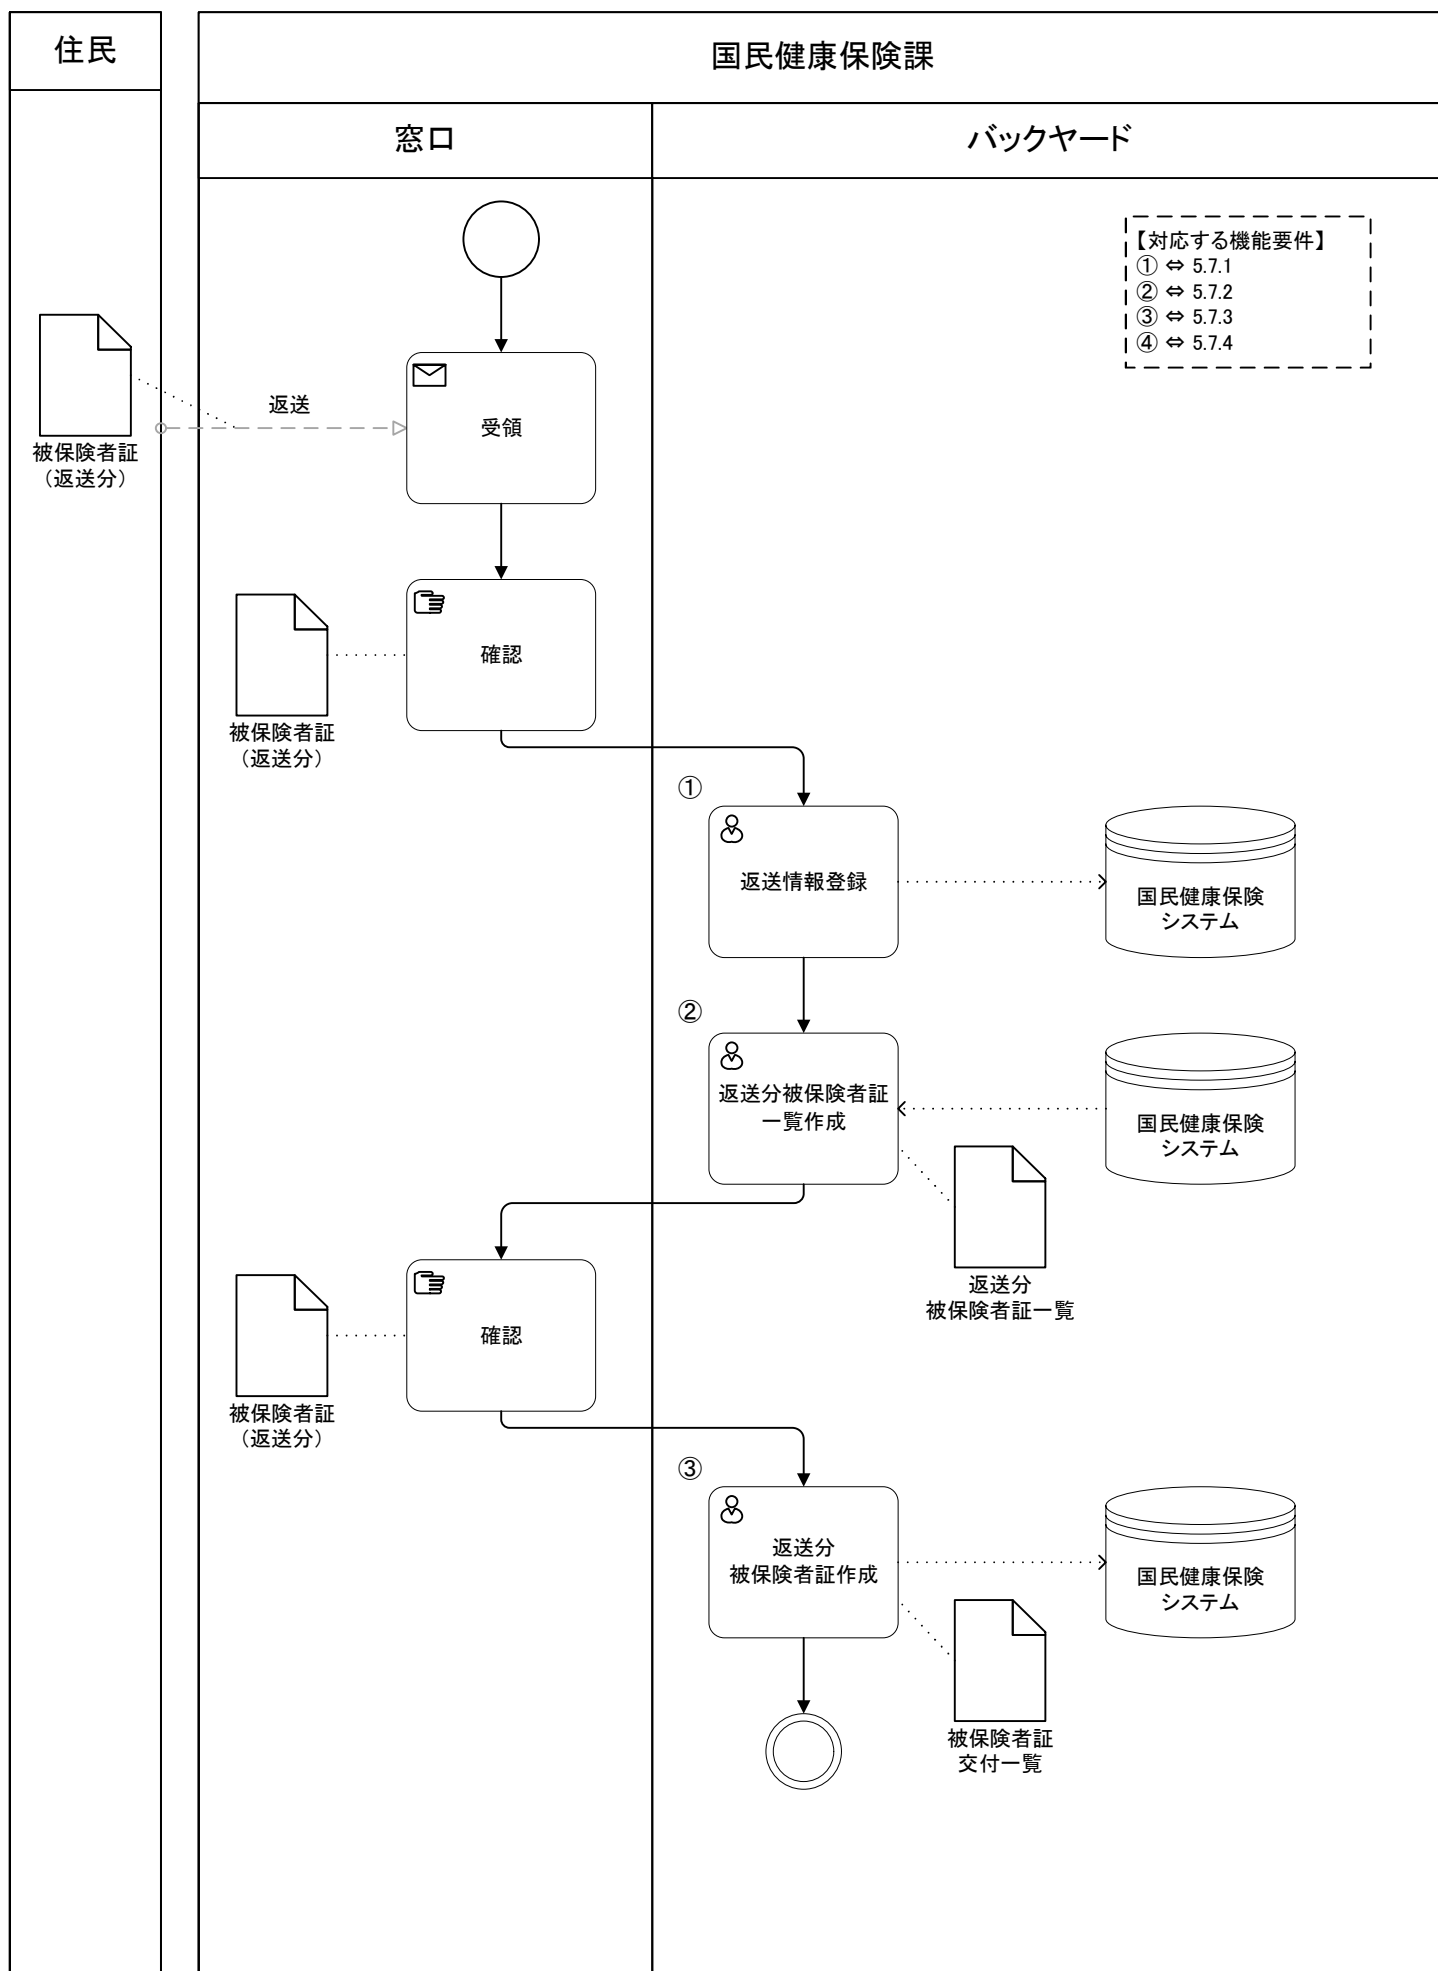 住民
国民健康保険課
窓口
バックヤード
【対応する機能要件】
① ⇔ 5.7.1
② ⇔ 5.7.2
③ ⇔ 5.7.3
④ ⇔ 5.7.4
被保険者証
（返送分）
返送
受領
確認
被保険者証
（返送分）
①
返送情報登録
国民健康保険
システム
②
返送分被保険者証
一覧作成
国民健康保険
システム
返送分
被保険者証一覧
確認
被保険者証
（返送分）
③
返送分
被保険者証作成
国民健康保険
システム
被保険者証
交付一覧